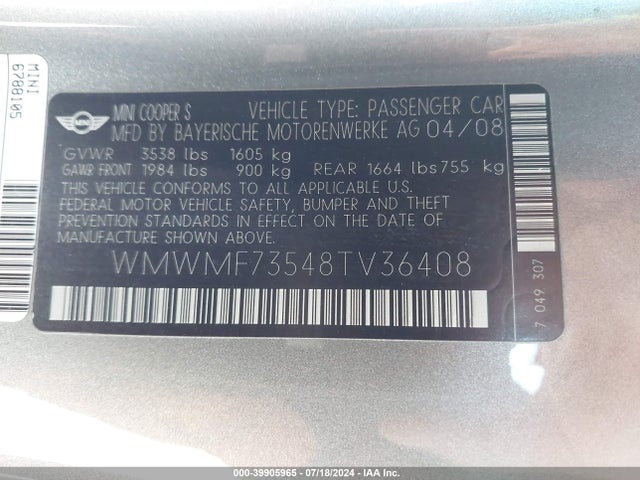 MINI
6788105
MINI COOPER S VEHICLE TYPE: PASSENGER CAR
MFD BY BAYERISCHE MOTORENWERKE AG 04/08
GVWR 3538 lbs 1605 kg
GAWR FRONT 1984 lbs 900 kg REAR 1664 lbs 755 kg
THIS VEHICLE CONFORMS TO ALL APPLICABLE U.S.
FEDERAL MOTOR VEHICLE SAFETY, BUMPER AND THEFT
PREVENTION STANDARDS IN EFFECT ON THE DATE OF
MANUFACTURE SHOWN ABOVE.
WMWMF73548TV36408
7 049 307
000-39905965 - 07/18/2024 - IAA Inc.